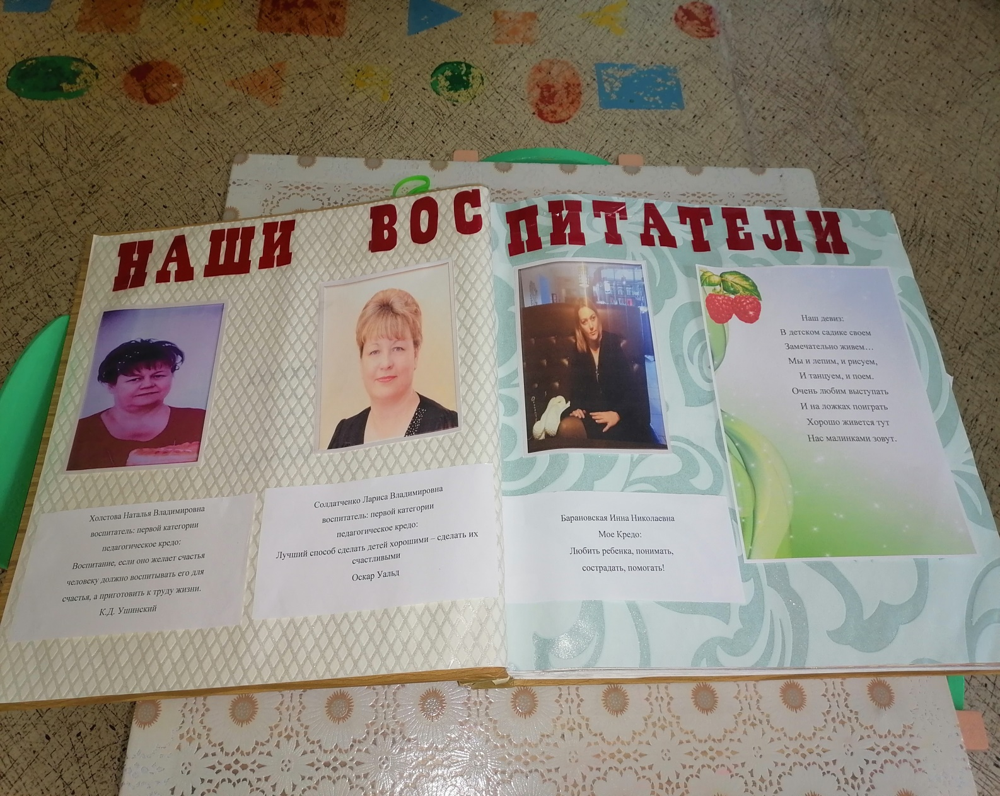 НАШИ ВОСПИТАТЕЛИ
Холстова Наталья Владимировна
воспитатель: первой категории
педагогическое кредо:
Воспитание, если оно желает счастья
человеку должно воспитывать его для
счастья, а приготовить к труду жизни.
К.Д. Ушинский
Солдатченко Лариса Владимировна
воспитатель: первой категории
педагогическое кредо:
Лучший способ сделать детей хорошими – сделать их
счастливыми
Оскар Уальд
Барановская Инна Николаевна
Мое Кредо:
Любить ребенка, понимать,
сострадать, помогать!
Наш девиз:
В детском садике своем
Замечательно живем…
Мы и лепим, и рисуем,
И танцуем, и поем.
Очень любим выступать
И на ложках поиграть
Хорошо живется тут
Нас малинками зовут.